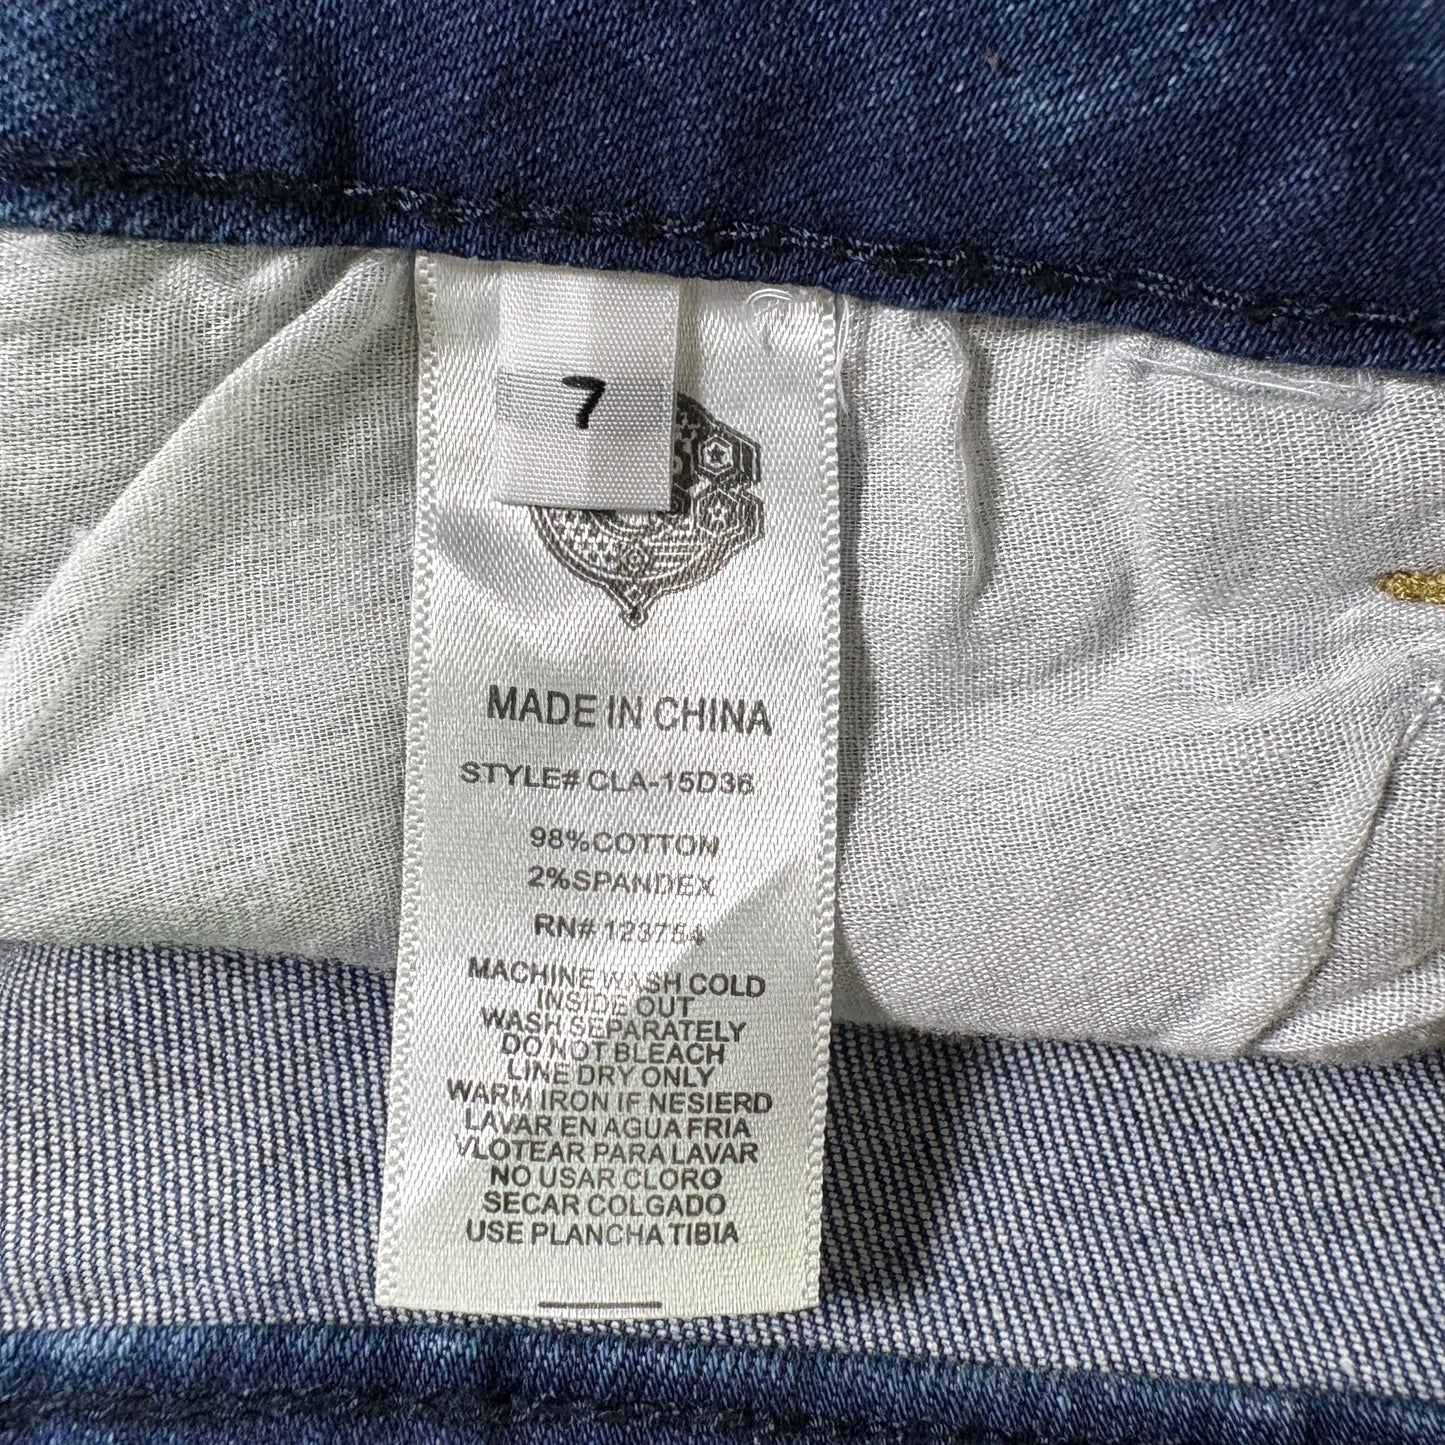 7
MADE IN CHINA
STYLE# CLA-15D36
98%COTTON
2%SPANDEX
RN# 123754
MACHINE WASH COLD
INSIDE OUT
WASH SEPARATELY
DO NOT BLEACH
LINE DRY ONLY
WARM IRON IF NESIERD
LAVAR EN AGUA FRIA
VLOTEAR PARA LAVAR
NO USAR CLORO
SECAR COLGADO
USE PLANCHA TIBIA